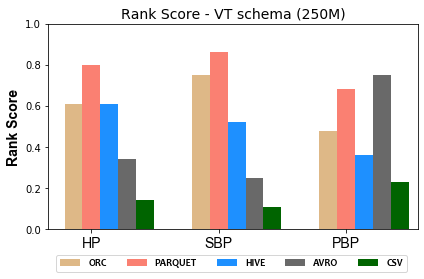 Rank Score - VT schema (250M)
Rank Score
1.0
0.8
0.6
0.4
0.2
0.0
HP SBP PBP
ORC PARQUET HIVE AVRO CSV